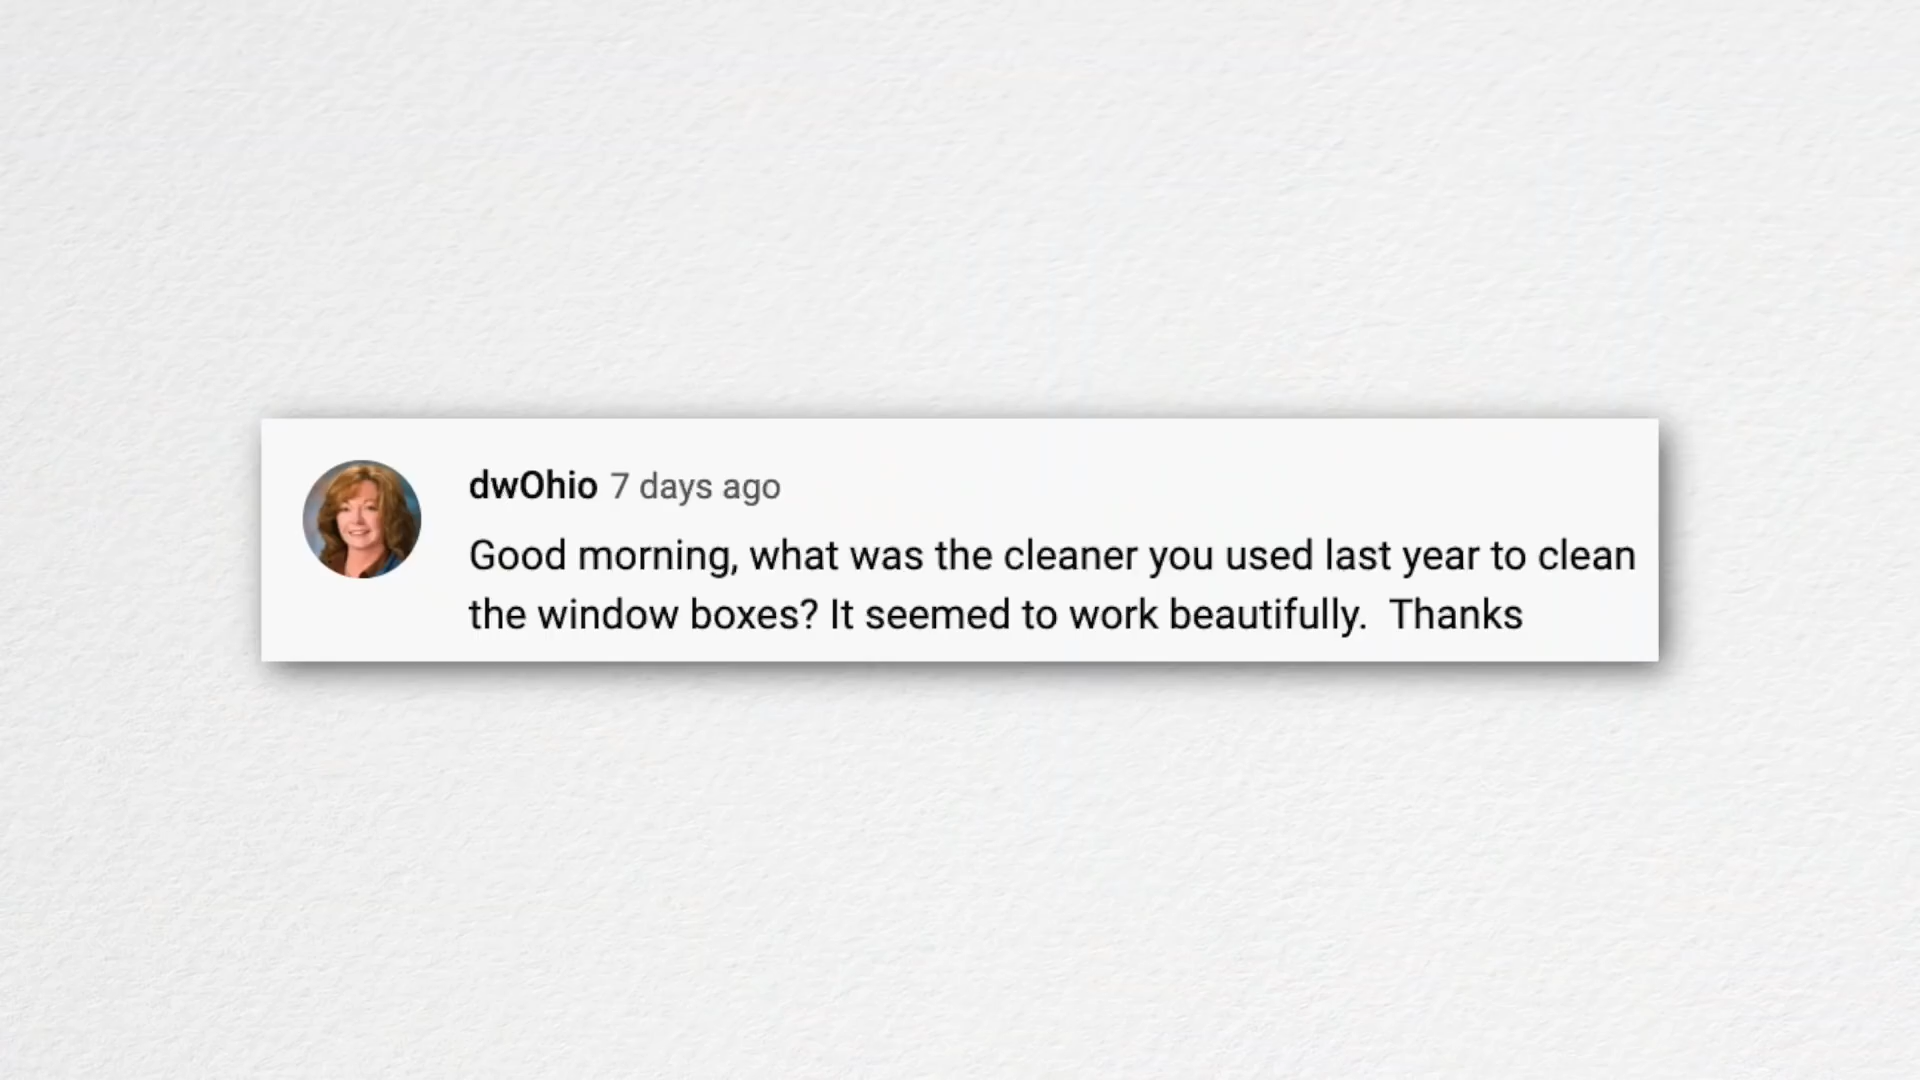 dwOhio 7 days ago
Good morning, what was the cleaner you used last year to clean
the window boxes? It seemed to work beautifully.  Thanks